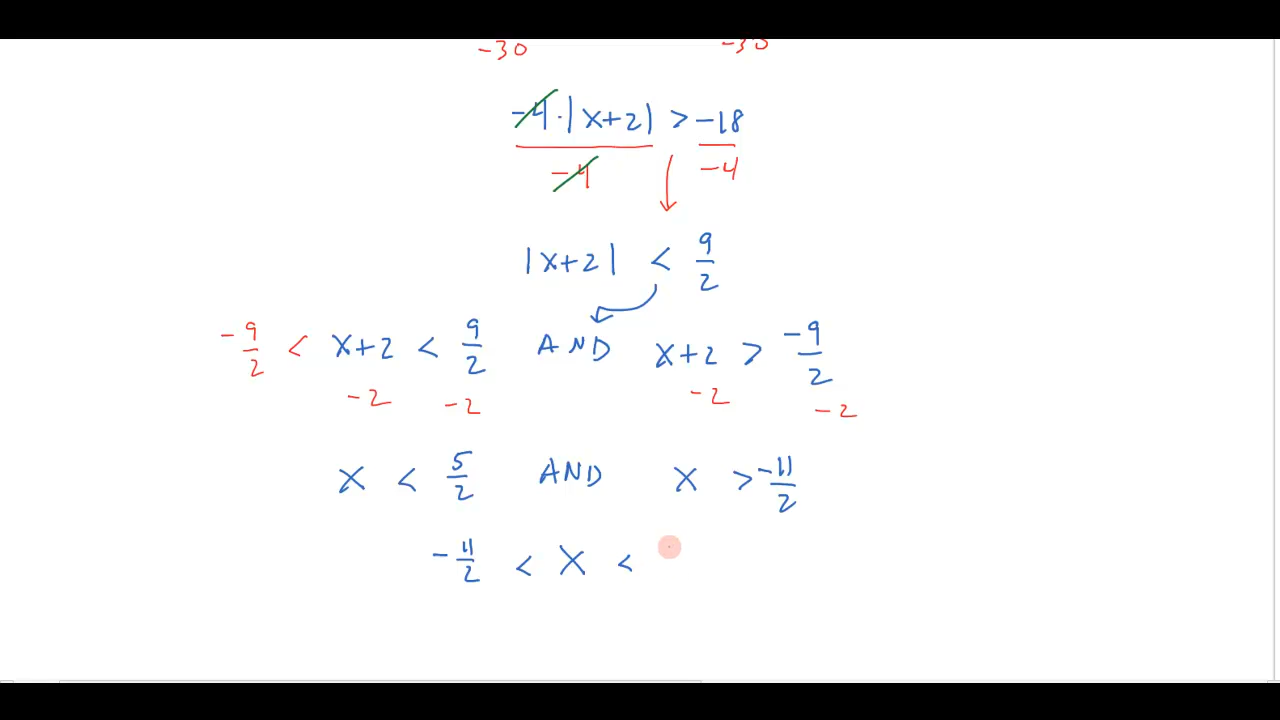 -30 -30
-4·|x+2| > -18
-4 -4
|x+2| < 9/2
-9/2 < x+2 < 9/2 AND x+2 > -9/2
-2 -2 -2 -2
x < 5/2 AND x > -11/2
-11/2 < x <